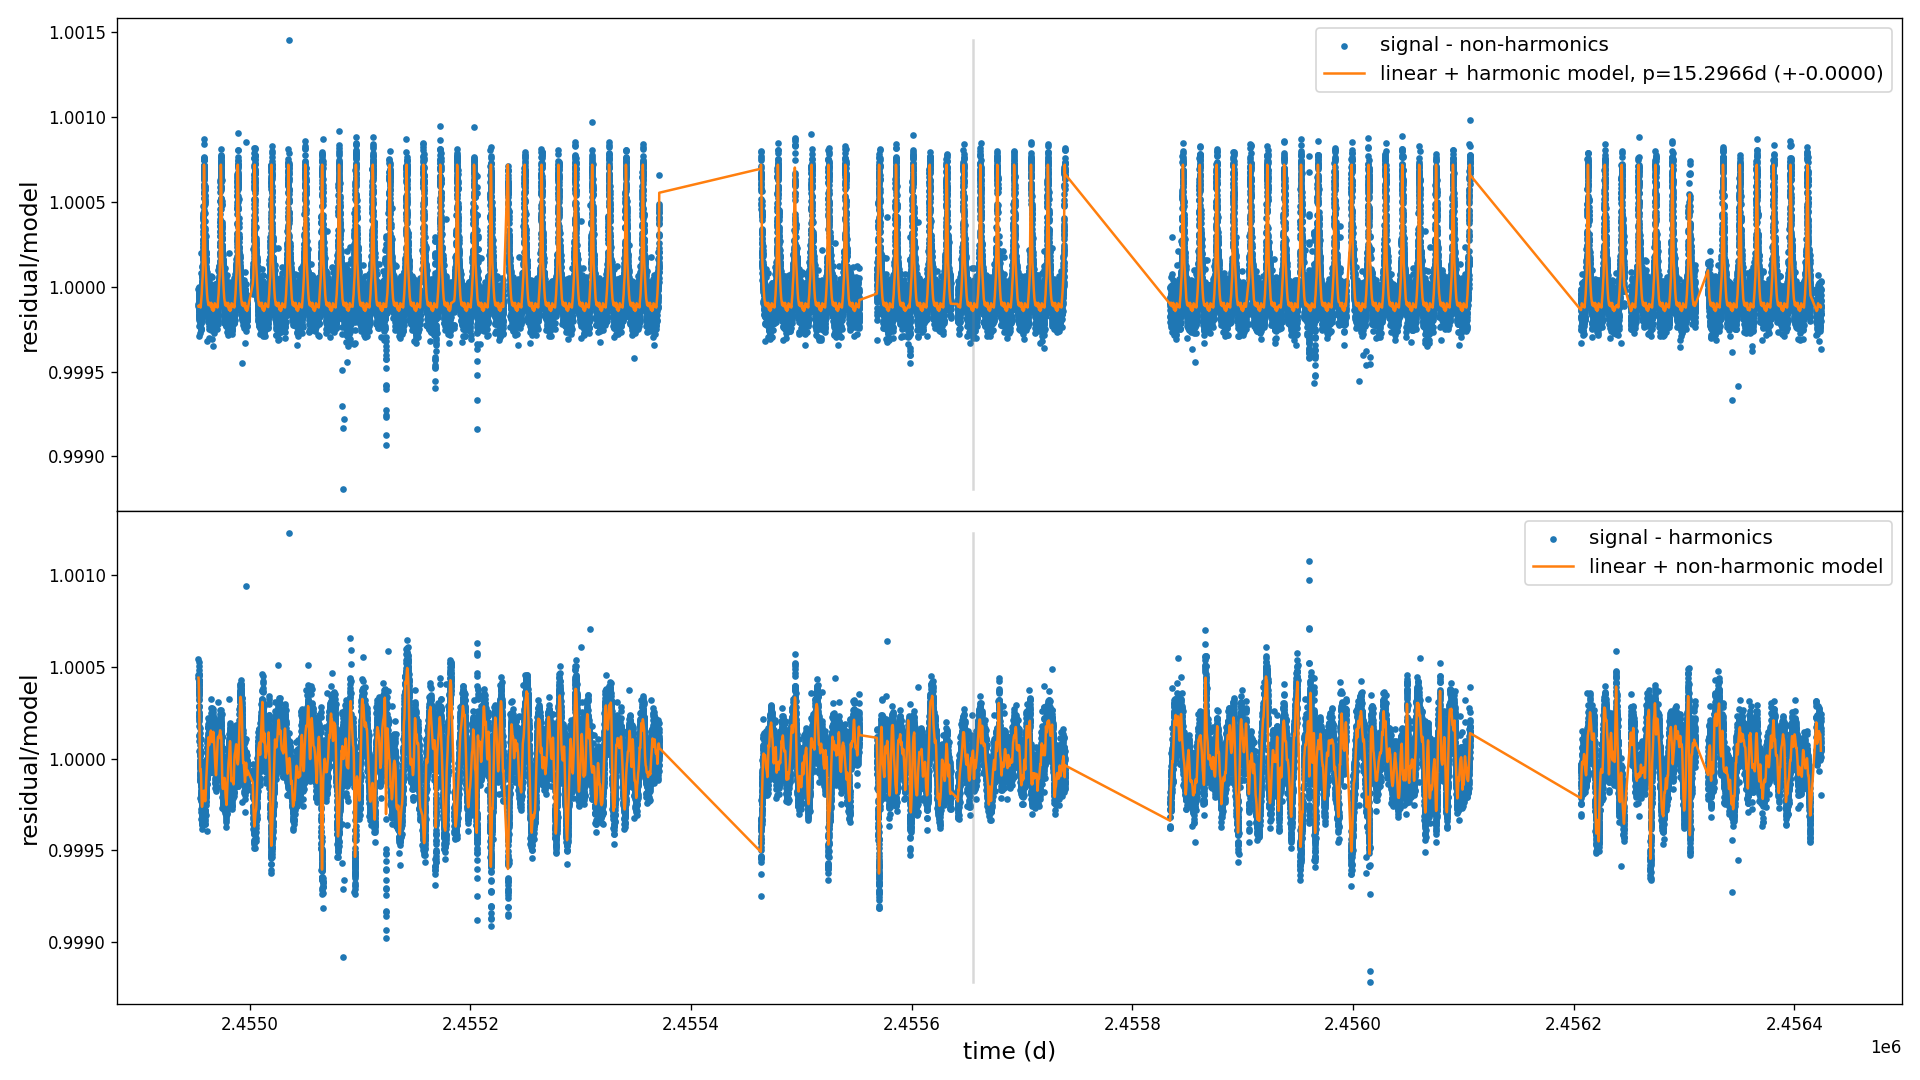 1.0015
1.0010
1.0005
1.0000
0.9995
0.9990
residual/model
signal - non-harmonics
linear + harmonic model, p=15.2966d (+-0.0000)
1.0010
1.0005
1.0000
0.9995
0.9990
residual/model
signal - harmonics
linear + non-harmonic model
2.4550 2.4552 2.4554 2.4556 2.4558 2.4560 2.4562 2.4564
time (d)
1e6